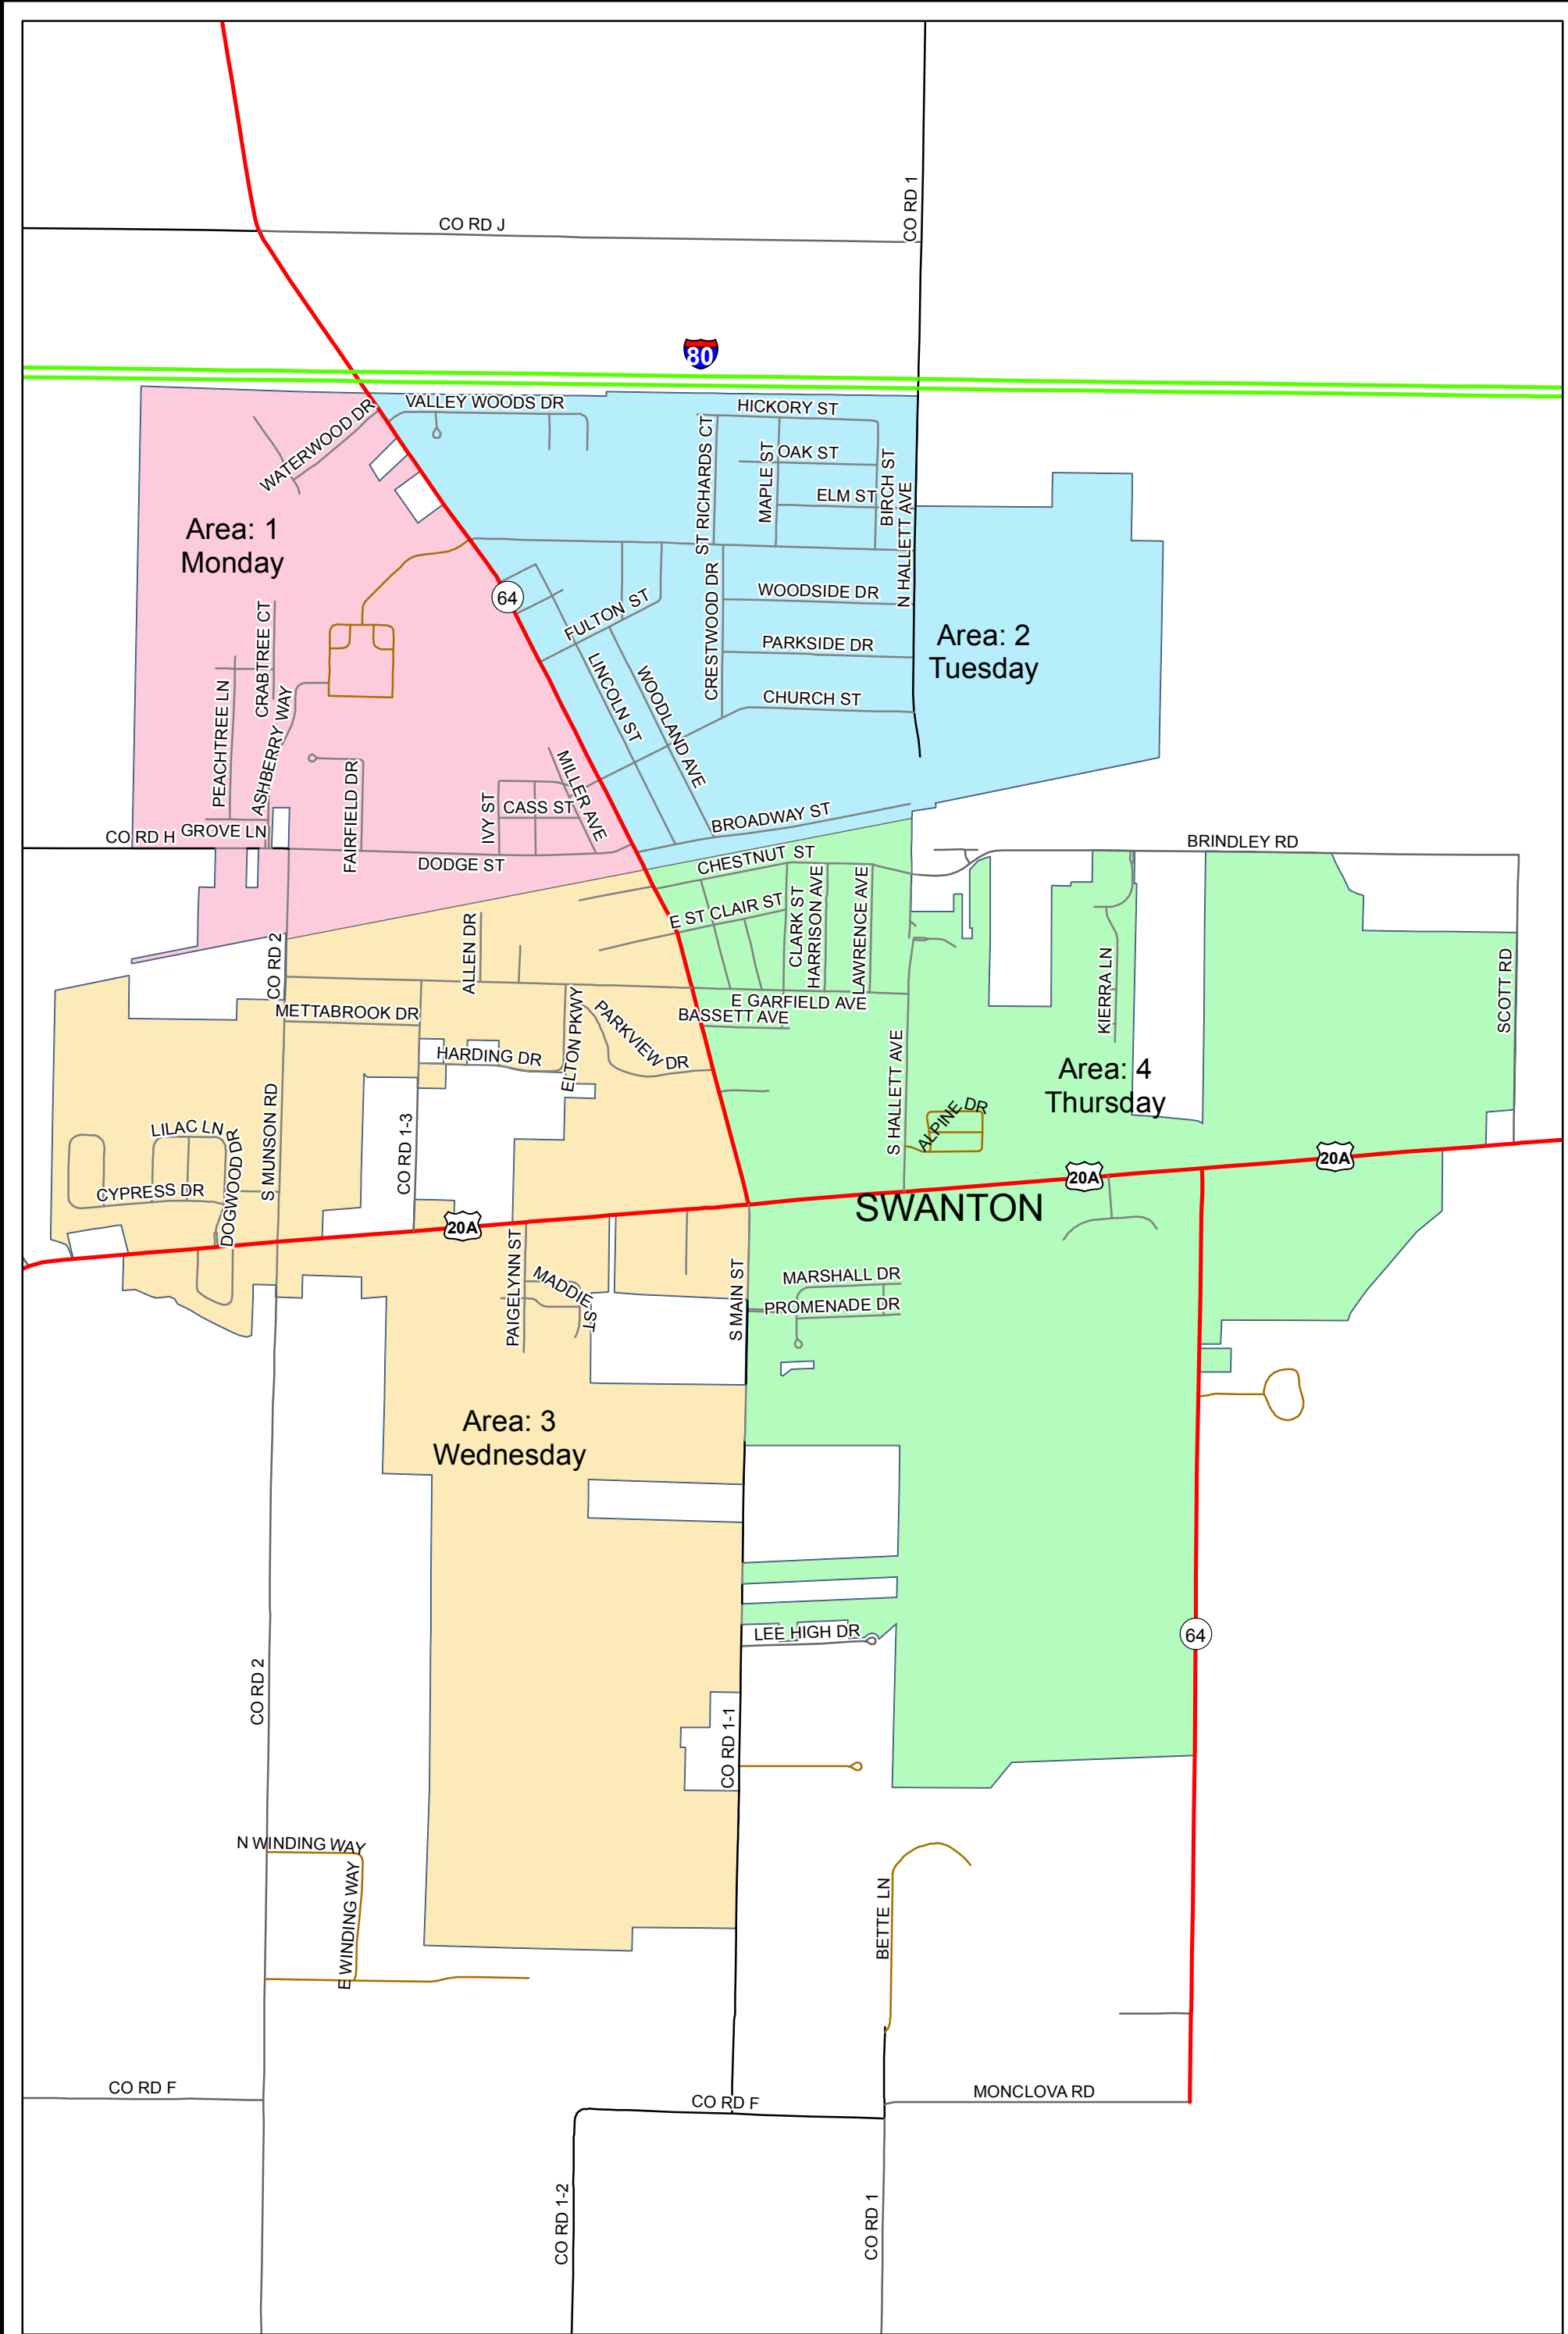 CO RD 1
CO RD J
80
VALLEY WOODS DR
HICKORY ST
WATERWOOD DR
ST RICHARDS CT
MAPLE ST
OAK ST
BIRCH ST
ELM ST
N HALLETT AVE
Area: 1
Monday
64
FULTON ST
CRESTWOOD DR
WOODSIDE DR
PARKSIDE DR
Area: 2
Tuesday
CRABTREE CT
PEACHTREE LN
ASHBERRY WAY
LINCOLN ST
WOODLAND AVE
CHURCH ST
FAIRFIELD DR
MILLER AVE
IVY ST
CASS ST
BROADWAY ST
CO RD H
GROVE LN
DODGE ST
CHESTNUT ST
BRINDLEY RD
E ST CLAIR ST
CLARK ST
HARRISON AVE
LAWRENCE AVE
ALLEN DR
CO RD 2
METTABROOK DR
E GARFIELD AVE
BASSETT AVE
KIERRA LN
SCOTT RD
HARDING DR
ELTON PKWY
PARKVIEW DR
S HALLETT AVE
Area: 4
Thursday
ALPINE DR
LILAC LN
DOGWOOD DR
S MUNSON RD
CO RD 1-3
CYPRESS DR
20A
20A
20A
SWANTON
PAIGELYNN ST
MADDIE ST
S MAIN ST
MARSHALL DR
PROMENADE DR
Area: 3
Wednesday
LEE HIGH DR
64
CO RD 2
CO RD 1-1
N WINDING WAY
E WINDING WAY
BETTE LN
CO RD F
CO RD F
MONCLOVA RD
CO RD 1-2
CO RD 1